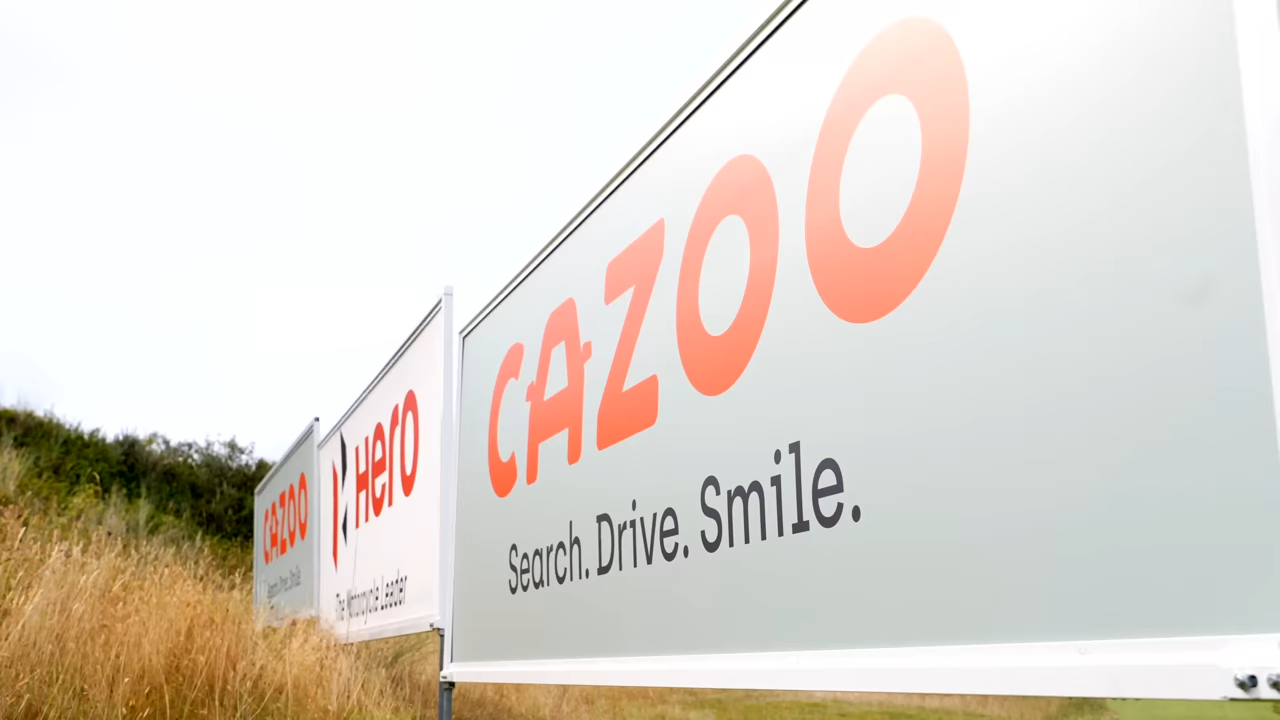 CAZOO
Search. Drive. Smile.
Hero
The Motorcycle Leader
CAZOO
Search. Drive. Smile.